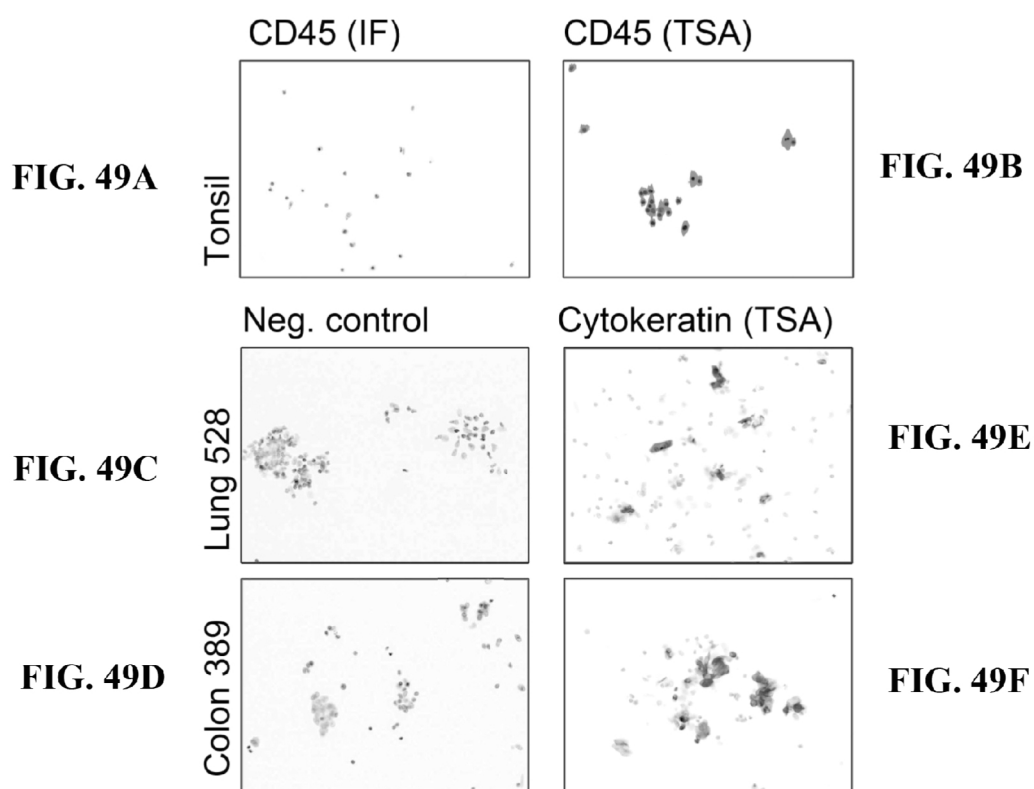 CD45 (IF)
CD45 (TSA)
FIG. 49A
Tonsil
FIG. 49B
Neg. control
Cytokeratin (TSA)
FIG. 49C
Lung 528
FIG. 49E
FIG. 49D
Colon 389
FIG. 49F